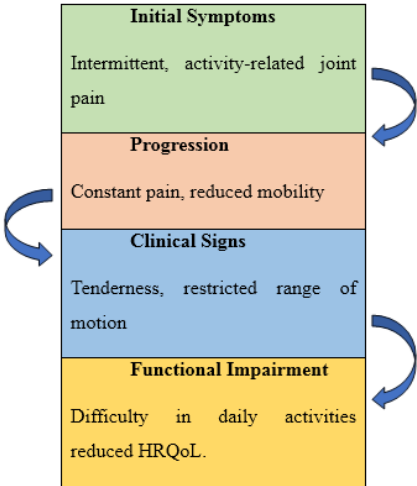 Initial Symptoms
Intermittent, activity-related joint
pain
Progression
Constant pain, reduced mobility
Clinical Signs
Tenderness, restricted range of
motion
Functional Impairment
Difficulty in daily activities
reduced HRQoL.